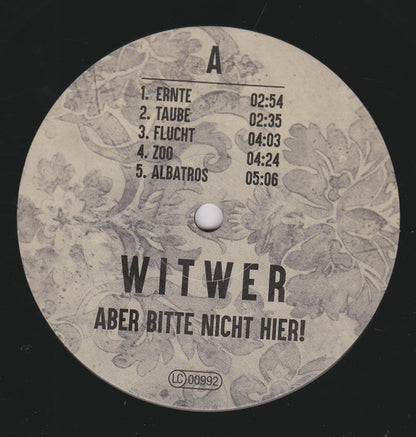 A
1. ERNTE 02:54
2. TAUBE 02:35
3. FLUCHT 04:03
4. ZOO 04:24
5. ALBATROS 05:06
WITWER
ABER BITTE NICHT HIER!
LC 00992